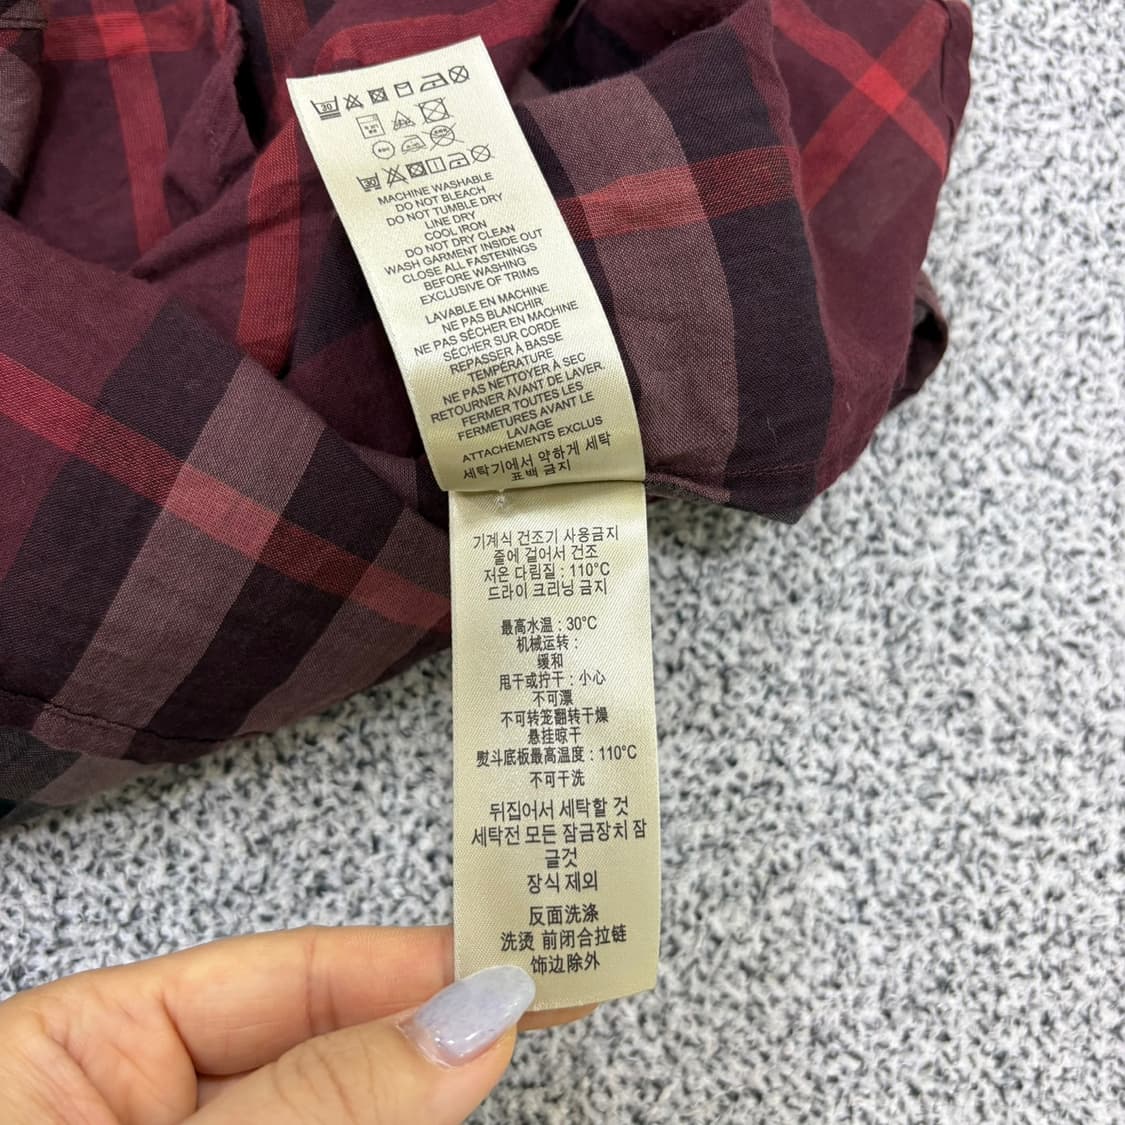 30
30
MACHINE WASHABLE
DO NOT BLEACH
DO NOT TUMBLE DRY
LINE DRY
COOL IRON
DO NOT DRY CLEAN
WASH GARMENT INSIDE OUT
CLOSE ALL FASTENINGS
BEFORE WASHING
EXCLUSIVE OF TRIMS
LAVABLE EN MACHINE
NE PAS BLANCHIR
NE PAS SÉCHER EN MACHINE
SÉCHER SUR CORDE
REPASSER À BASSE
TEMPÉRATURE
NE PAS NETTOYER À SEC
RETOURNER AVANT DE LAVER.
FERMER TOUTES LES
FERMETURES AVANT LE
LAVAGE
ATTACHEMENTS EXCLUS
세탁기에서 약하게 세탁
표백 금지
기계식 건조기 사용금지
줄에 걸어서 건조
저온 다림질 : 110°C
드라이 크리닝 금지
最高水温 : 30°C
机械运转 :
缓和
甩干或拧干 : 小心
不可漂
不可转笼翻转干燥
悬挂晾干
熨斗底板最高温度 : 110°C
不可干洗
뒤집어서 세탁할 것
세탁전 모든 잠금장치 잠
글것
장식 제외
反面洗涤
洗烫 前闭合拉链
饰边除外